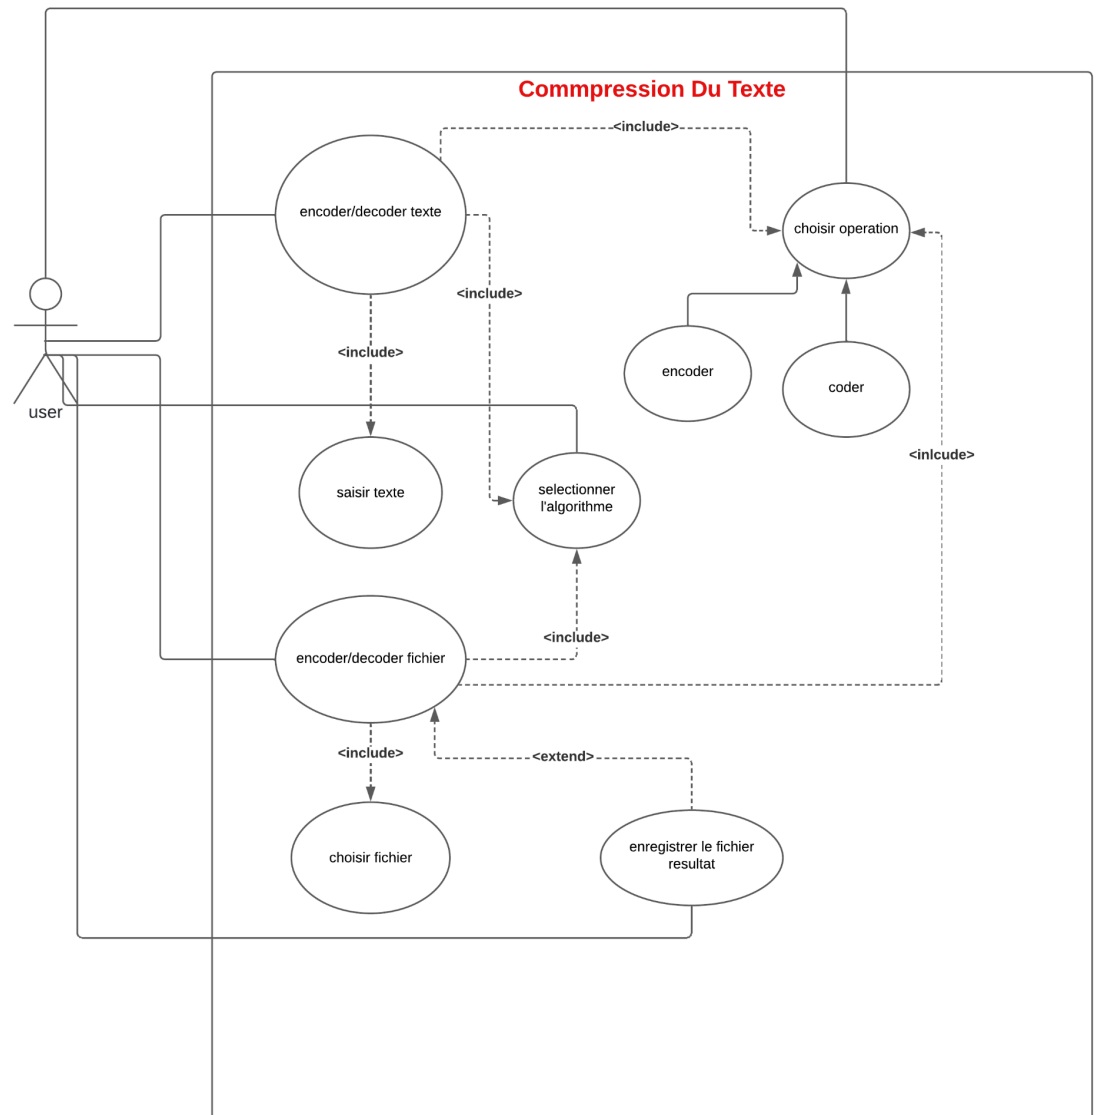 Commpression Du Texte
<include>
encoder/decoder texte
choisir operation
<include>
<include>
encoder
coder
user
<inlcude>
saisir texte
selectionner
l'algorithme
<include>
encoder/decoder fichier
<include>
<extend>
choisir fichier
enregistrer le fichier
resultat